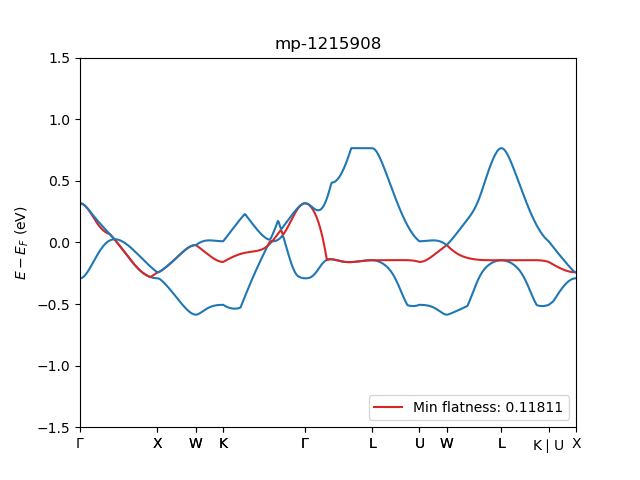 mp-1215908
E − E_F (eV)
1.5
1.0
0.5
0.0
−0.5
−1.0
−1.5
Min flatness: 0.11811
Γ X W K Γ L U W L K | U X